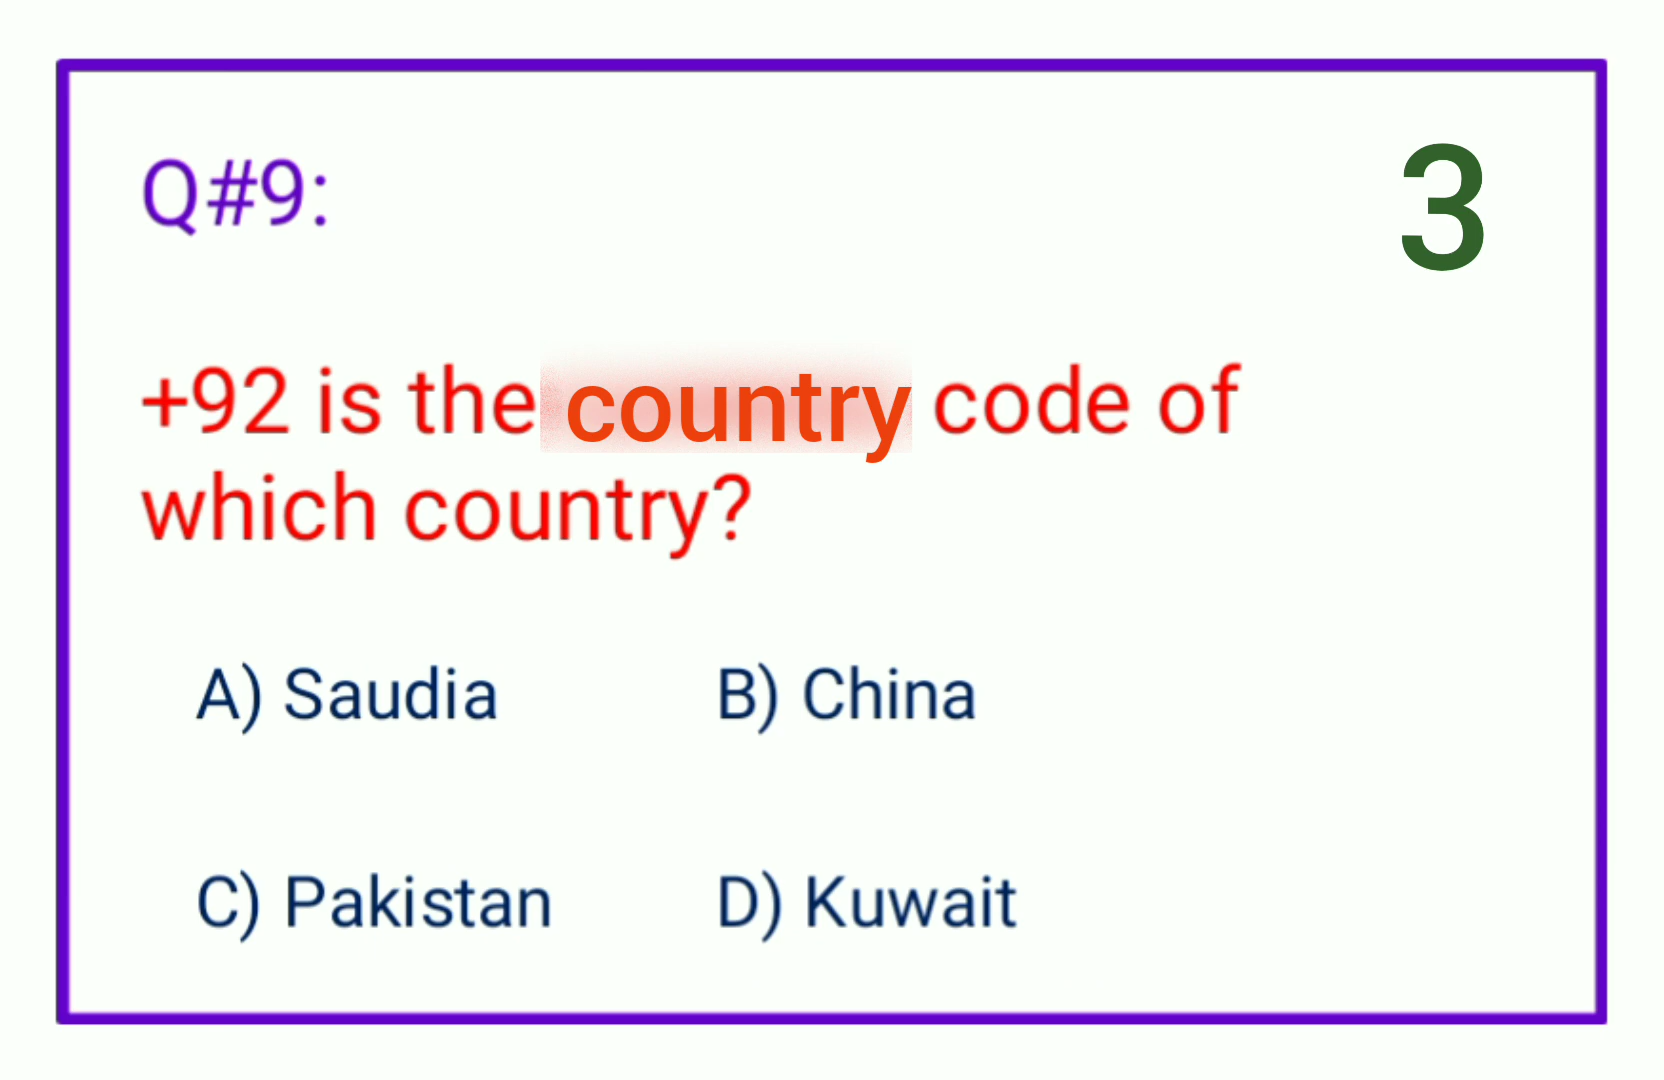 Q#9:
3
+92 is the country code of
which country?
A) Saudia
B) China
C) Pakistan
D) Kuwait